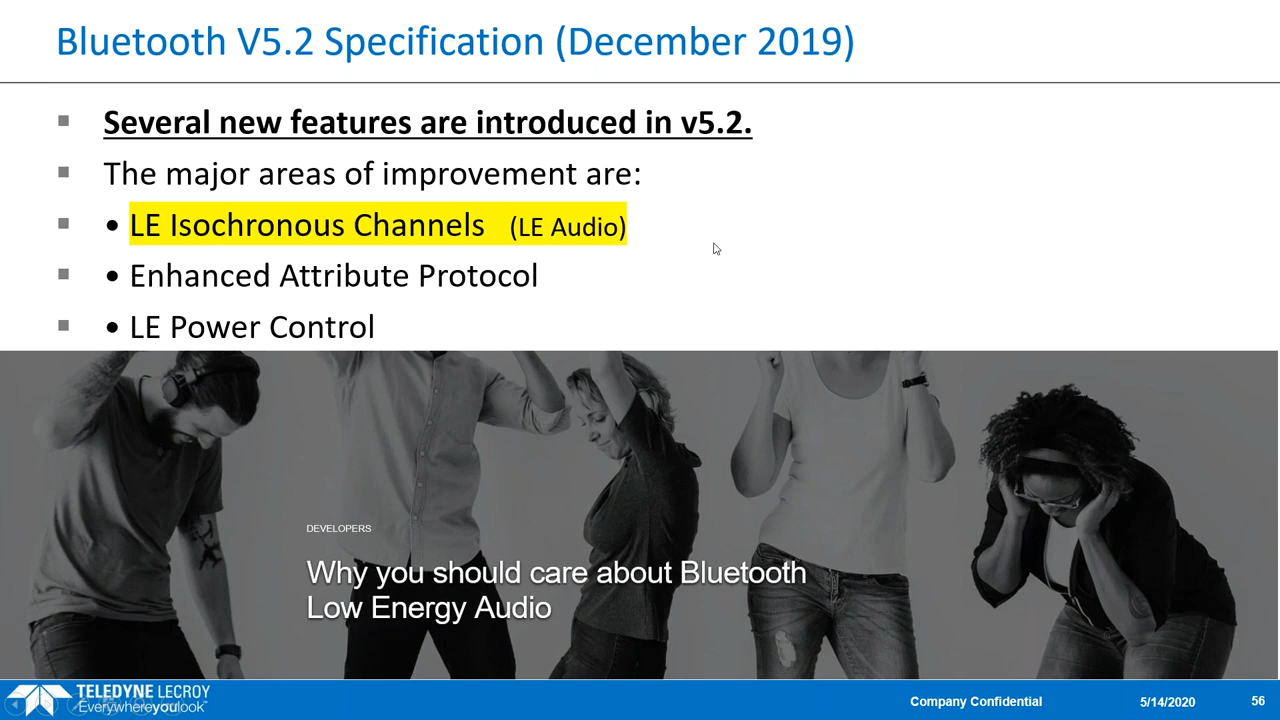 Bluetooth V5.2 Specification (December 2019)
Several new features are introduced in v5.2.
The major areas of improvement are:
• LE Isochronous Channels (LE Audio)
• Enhanced Attribute Protocol
• LE Power Control
DEVELOPERS
Why you should care about Bluetooth
Low Energy Audio
TELEDYNE LECROY
Everywhereyoulook™
Company Confidential
5/14/2020
56